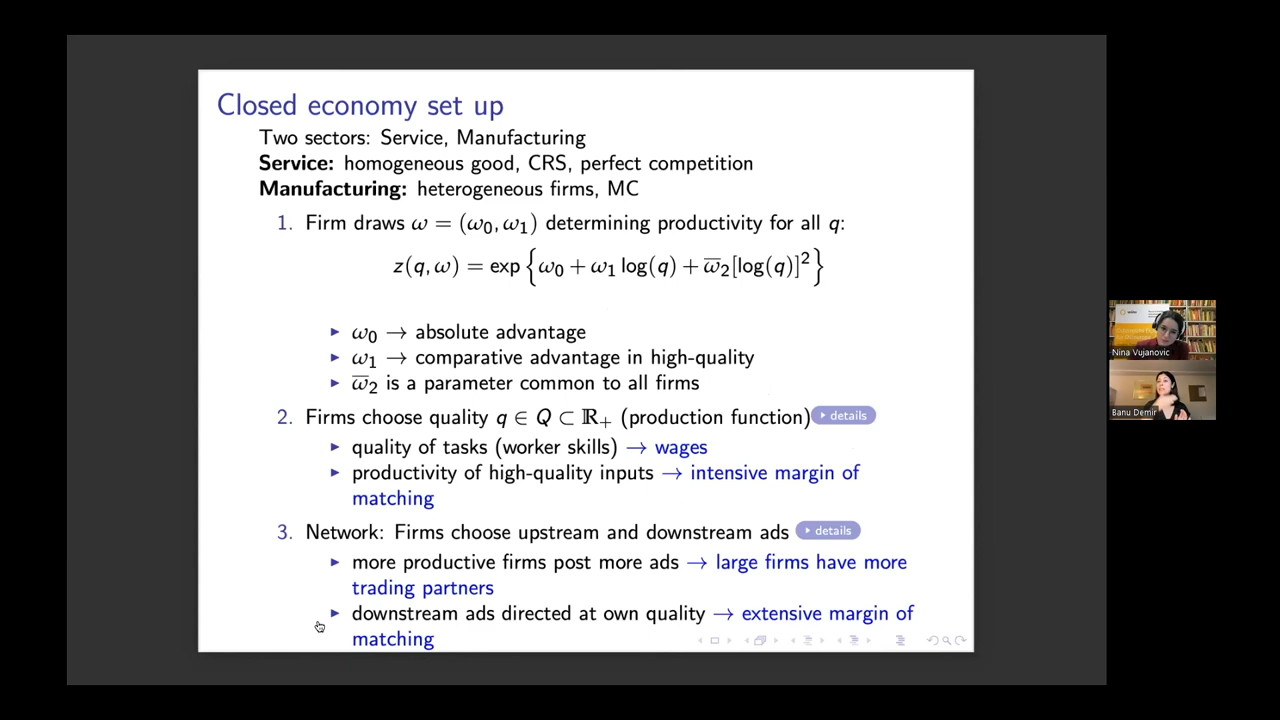 Closed economy set up
Two sectors: Service, Manufacturing
Service: homogeneous good, CRS, perfect competition
Manufacturing: heterogeneous firms, MC
1. Firm draws ω = (ω₀, ω₁) determining productivity for all q:
z(q, ω) = exp {ω₀ + ω₁ log(q) + ω̅₂[log(q)]²}
▶ ω₀ → absolute advantage
▶ ω₁ → comparative advantage in high-quality
▶ ω̅₂ is a parameter common to all firms
2. Firms choose quality q ∈ Q ⊂ ℝ₊ (production function) ▶ details
▶ quality of tasks (worker skills) → wages
▶ productivity of high-quality inputs → intensive margin of
matching
3. Network: Firms choose upstream and downstream ads ▶ details
▶ more productive firms post more ads → large firms have more
trading partners
▶ downstream ads directed at own quality → extensive margin of
matching
Nina Vujanovic
Banu Demir